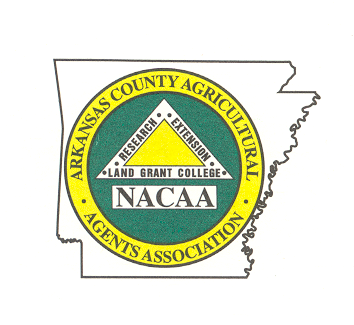 ARKANSAS COUNTY AGRICULTURAL
• AGENTS ASSOCIATION •
• RESEARCH •
EXTENSION •
• LAND GRANT COLLEGE •
NACAA